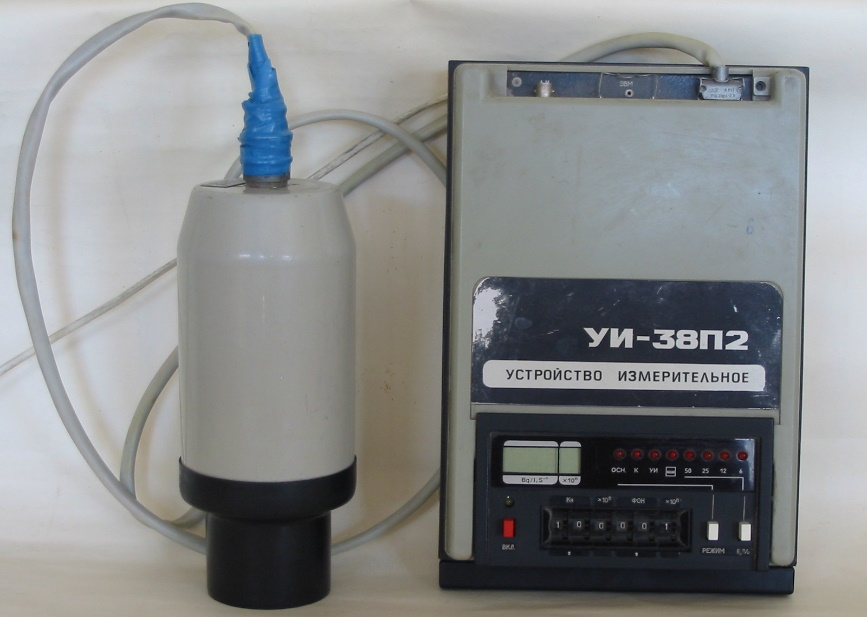 ЭВМ
УИ-38П2
УСТРОЙСТВО ИЗМЕРИТЕЛЬНОЕ
ОСН. К УИ 50 25 12 6
Bq/l,S⁻¹ ×10ⁿ
Кн ×10ⁿ ФОН ×10ⁿ
1 0 0 0 0 1
ВКЛ РЕЖИМ